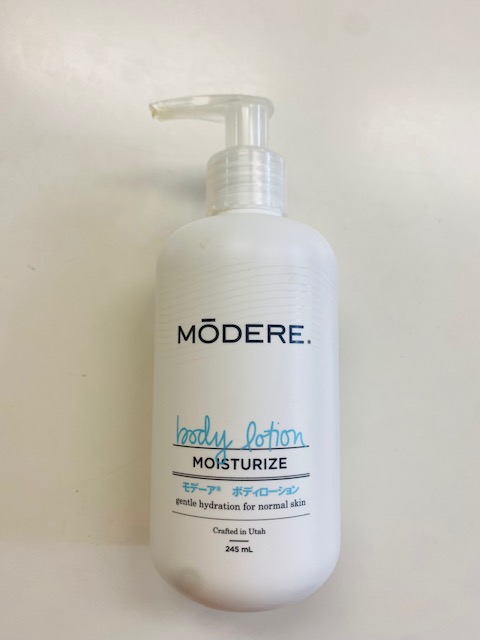 MŌDERE.
body lotion
MOISTURIZE
モデーア® ボディローション
gentle hydration for normal skin
Crafted in Utah
245 mL